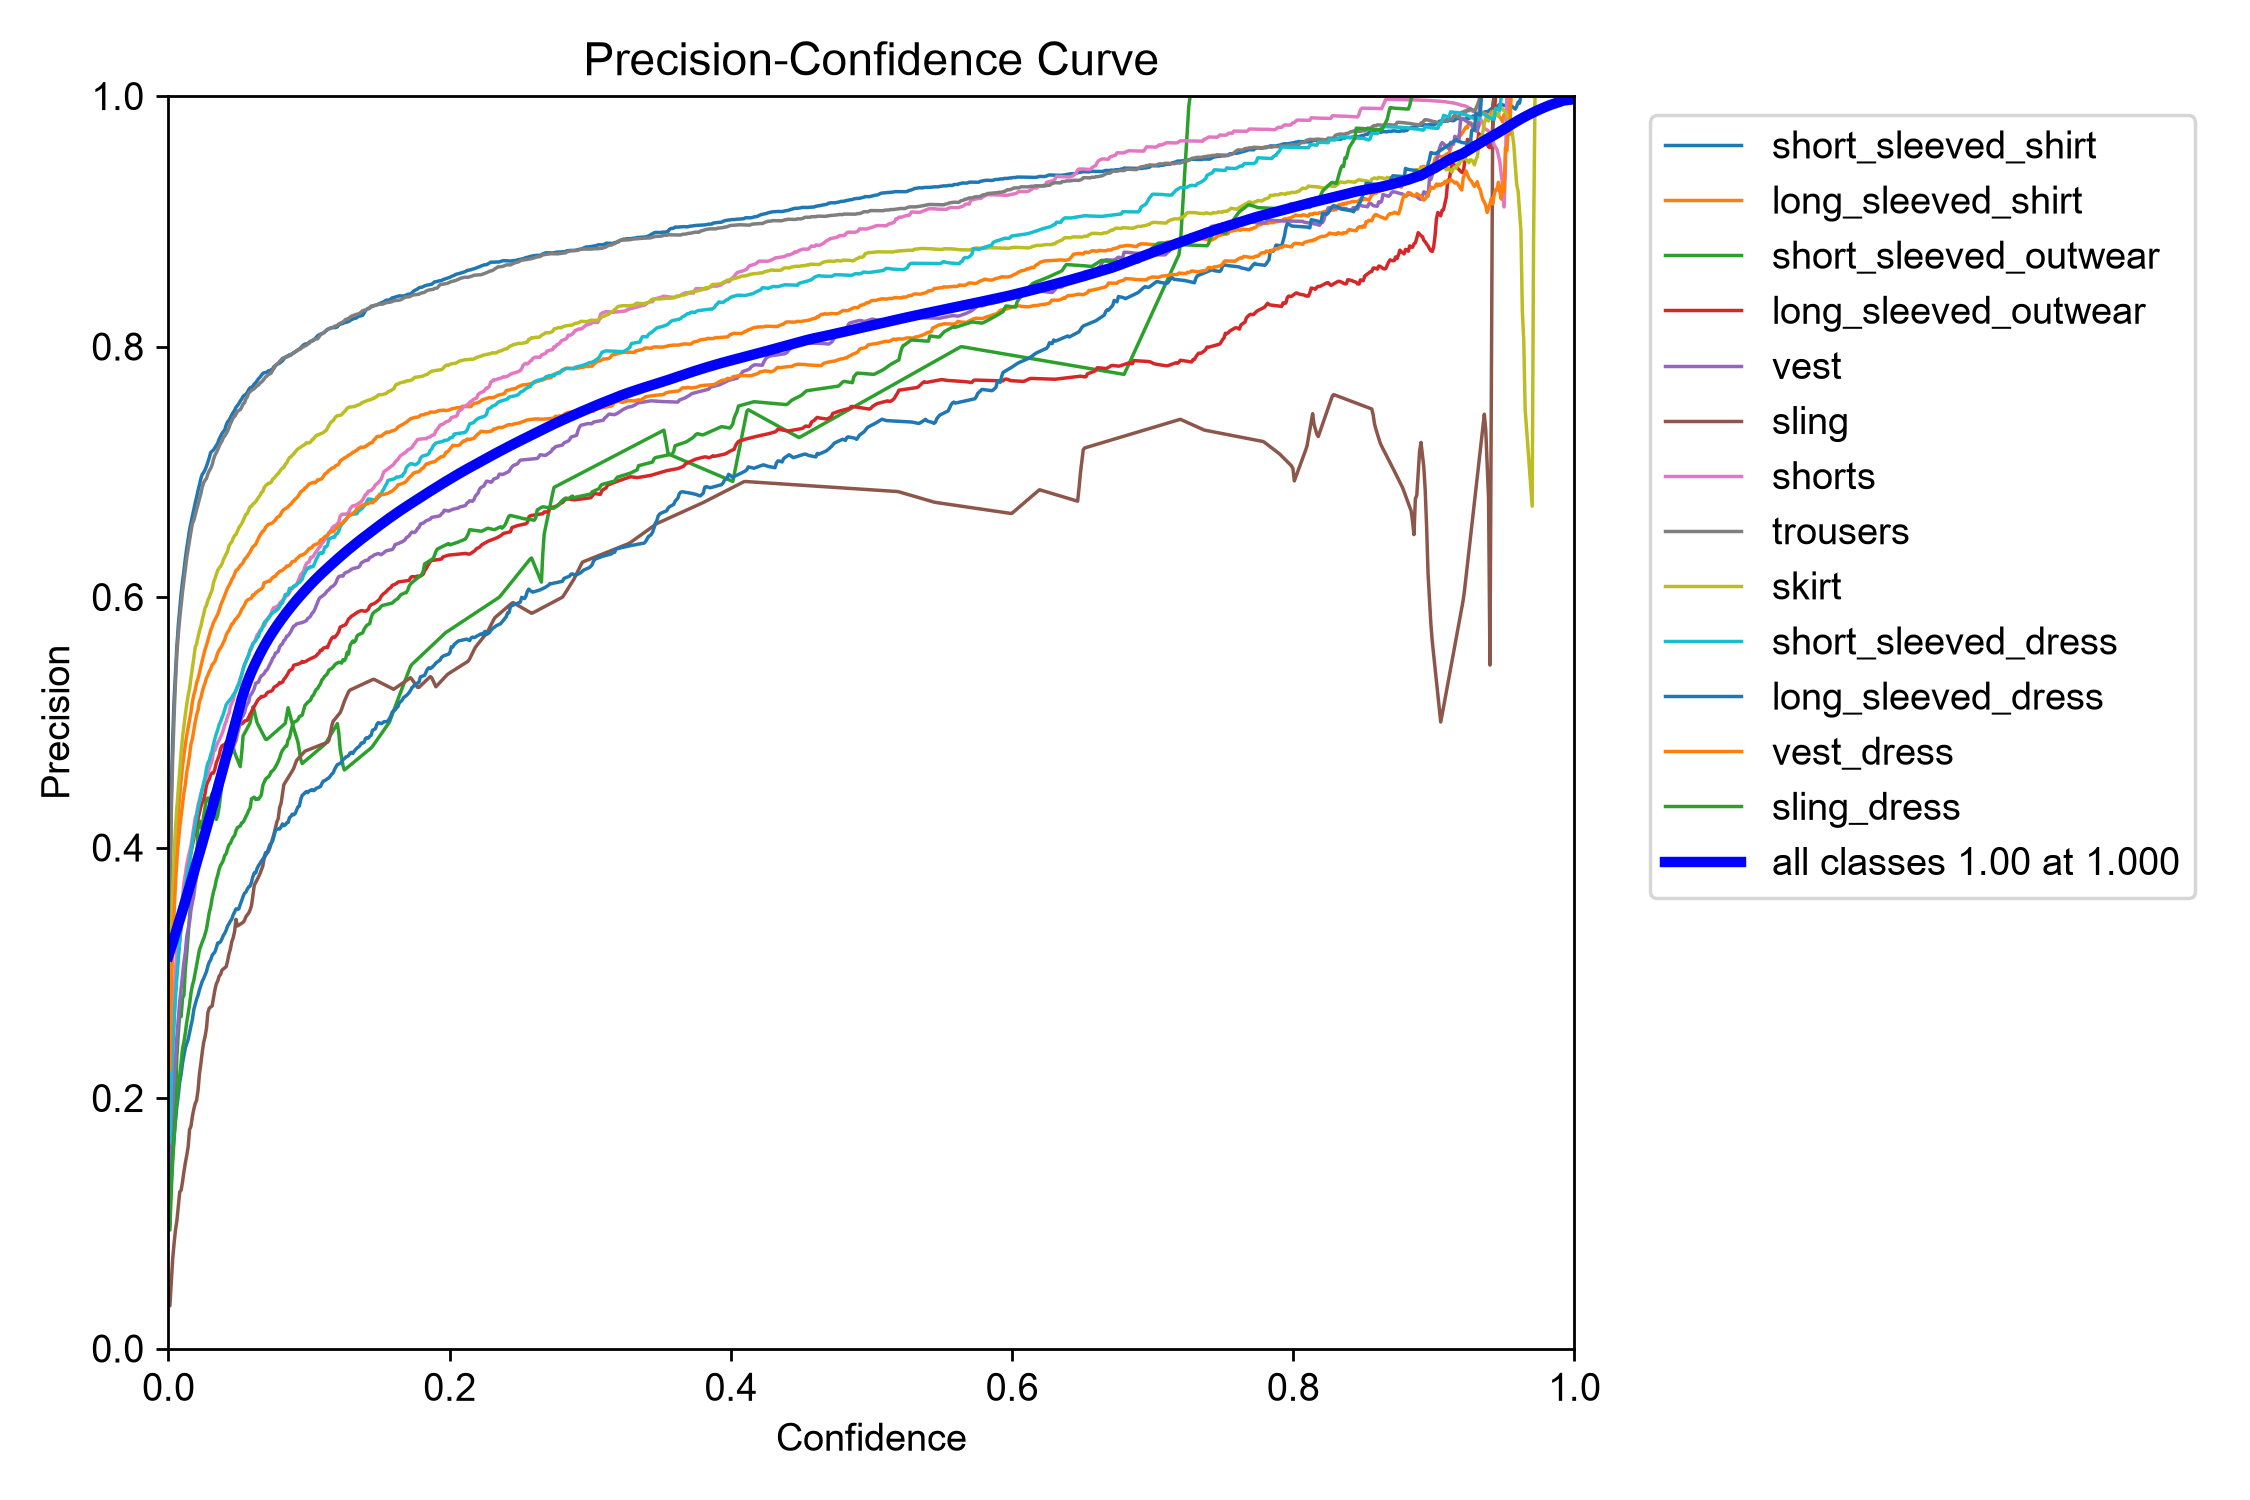 Precision-Confidence Curve
1.0
0.8
0.6
0.4
0.2
0.0
Precision
0.0 0.2 0.4 0.6 0.8 1.0
Confidence
short_sleeved_shirt
long_sleeved_shirt
short_sleeved_outwear
long_sleeved_outwear
vest
sling
shorts
trousers
skirt
short_sleeved_dress
long_sleeved_dress
vest_dress
sling_dress
all classes 1.00 at 1.000